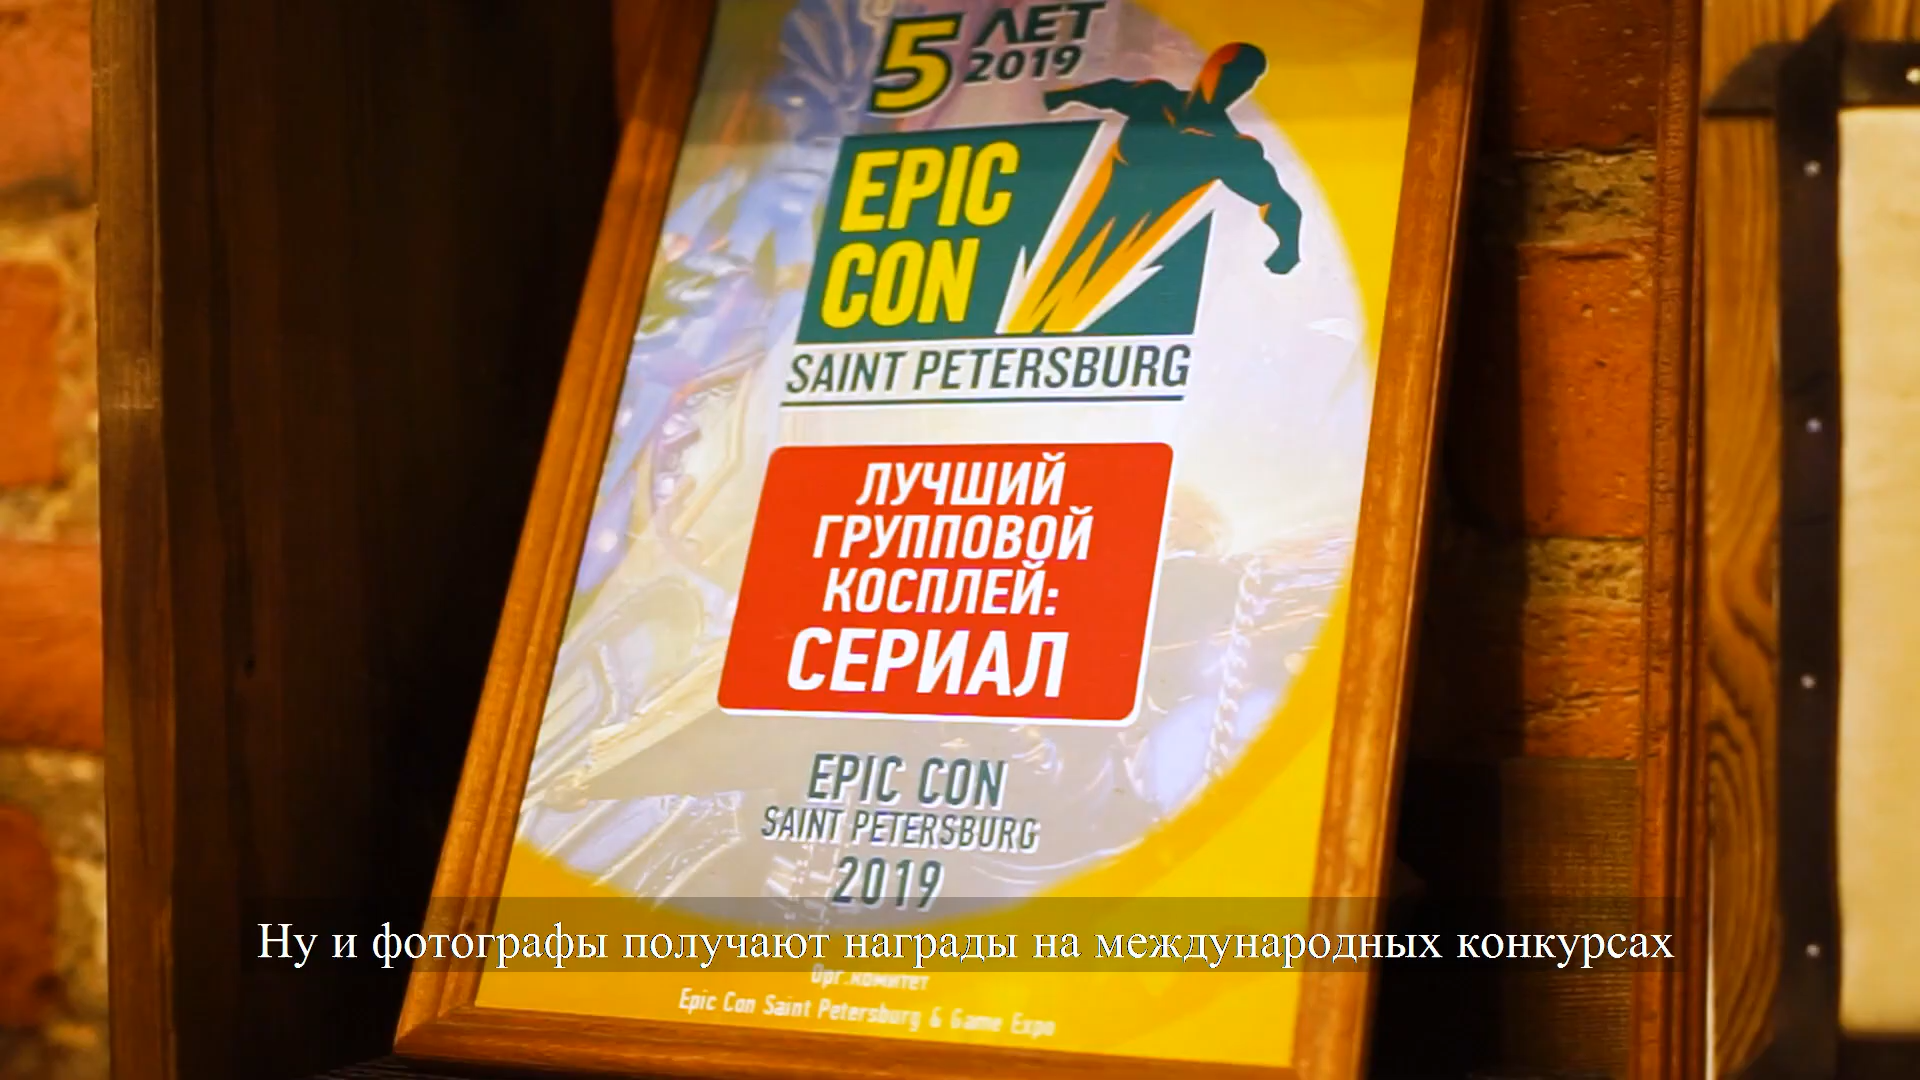 5 ЛЕТ
2019
EPIC
CON
SAINT PETERSBURG
ЛУЧШИЙ
ГРУППОВОЙ
КОСПЛЕЙ:
СЕРИАЛ
EPIC CON
SAINT PETERSBURG
2019
Ну и фотографы получают награды на международных конкурсах
Орг.комитет
Epic Con Saint Petersburg & Game Expo